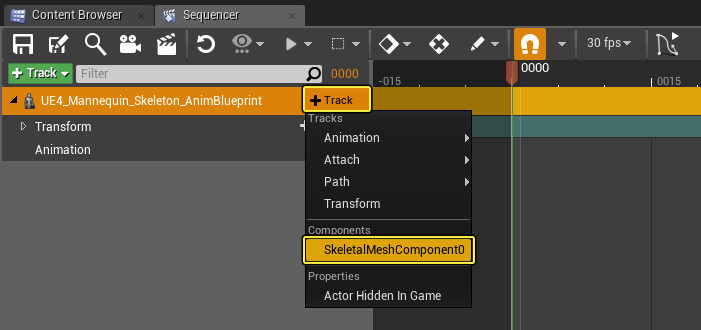 Content Browser
Sequencer
30 fps
0000
Track
Filter
0000
-015
0015
UE4_Mannequin_Skeleton_AnimBlueprint
Track
Transform
Animation
Tracks
Animation
Attach
Path
Transform
Components
SkeletalMeshComponent0
Properties
Actor Hidden In Game